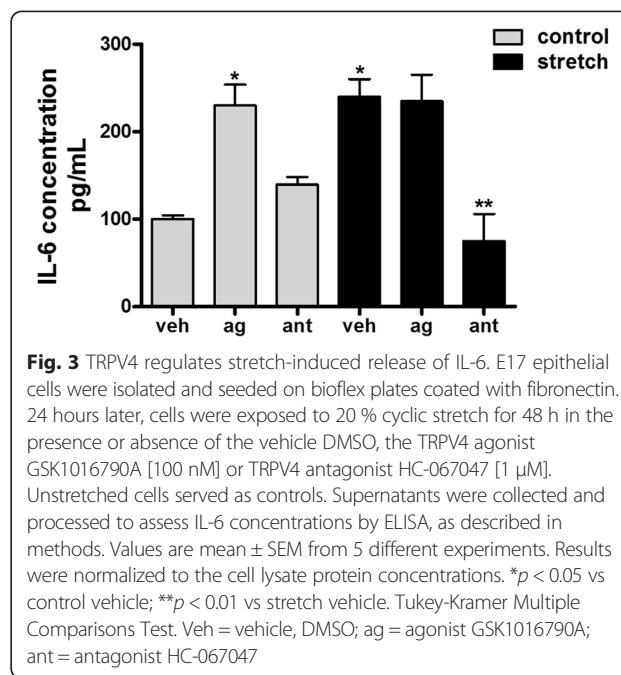 control
stretch
300
200
100
0
IL-6 concentration
pg/mL
*
*
**
veh ag ant veh ag ant
Fig. 3 TRPV4 regulates stretch-induced release of IL-6. E17 epithelial
cells were isolated and seeded on bioflex plates coated with fibronectin.
24 hours later, cells were exposed to 20 % cyclic stretch for 48 h in the
presence or absence of the vehicle DMSO, the TRPV4 agonist
GSK1016790A [100 nM] or TRPV4 antagonist HC-067047 [1 μM].
Unstretched cells served as controls. Supernatants were collected and
processed to assess IL-6 concentrations by ELISA, as described in
methods. Values are mean ± SEM from 5 different experiments. Results
were normalized to the cell lysate protein concentrations. *p < 0.05 vs
control vehicle; **p < 0.01 vs stretch vehicle. Tukey-Kramer Multiple
Comparisons Test. Veh = vehicle, DMSO; ag = agonist GSK1016790A;
ant = antagonist HC-067047